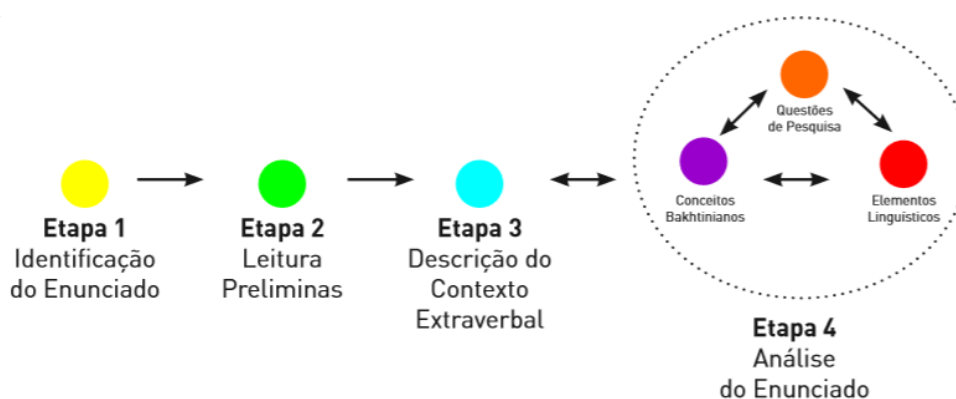 Etapa 1
Identificação
do Enunciado
Etapa 2
Leitura
Preliminas
Etapa 3
Descrição do
Contexto
Extraverbal
Questões
de Pesquisa
Conceitos
Bakhtinianos
Elementos
Linguísticos
Etapa 4
Análise
do Enunciado